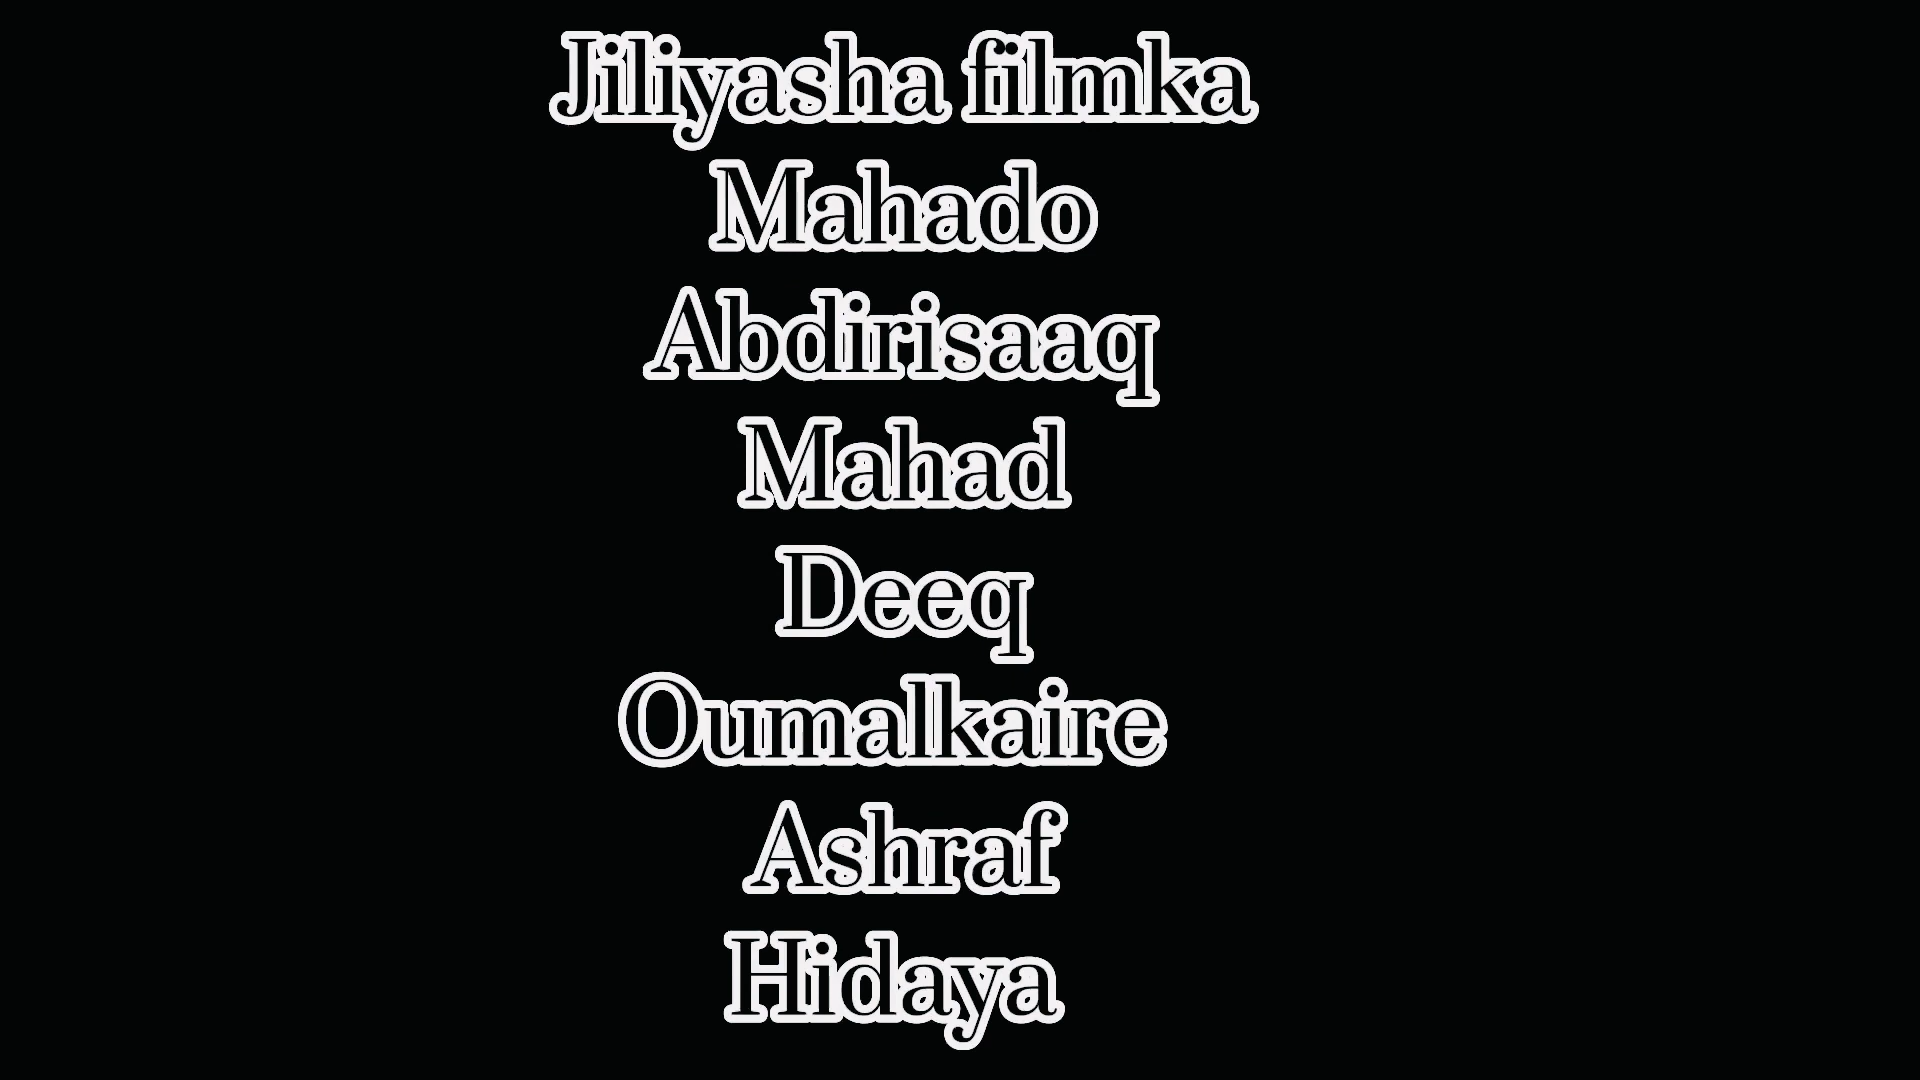 Jiliyasha filmka
Mahado
Abdirisaaq
Mahad
Deeq
Oumalkaire
Ashraf
Hidaya